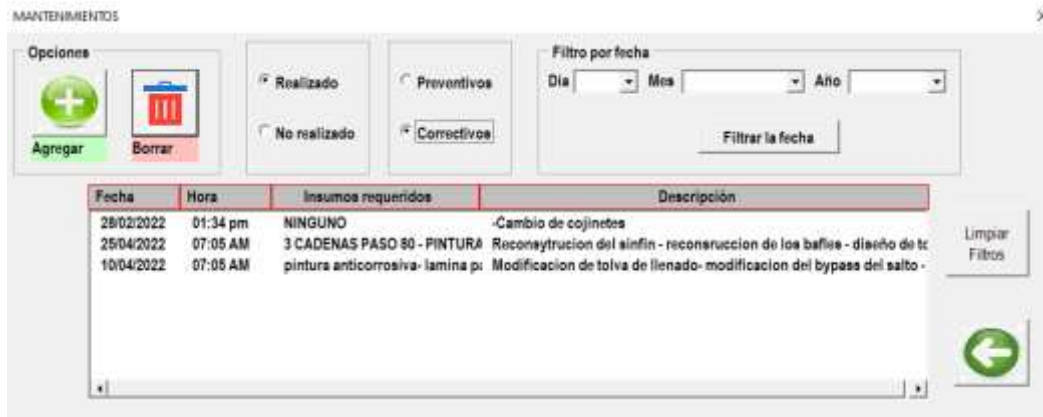 MANTENIMIENTOS
Opciones
Agregar
Borrar
Realizado
No realizado
Preventivos
Correctivos
Filtro por fecha
Día Mes Año
Filtrar la fecha
Fecha Hora Insumos requeridos Descripción
28/02/2022 01:34 pm NINGUNO -Cambio de cojinetes
25/04/2022 07:05 AM 3 CADENAS PASO 80 - PINTURA Reconsytrucion del sinfin - reconsruccion de los bafles - diseño de tc
10/04/2022 07:05 AM pintura anticorrosiva- lamina p Modificacion de tolva de llenado- modificacion del bypass del salto -
Limpiar
Filtros